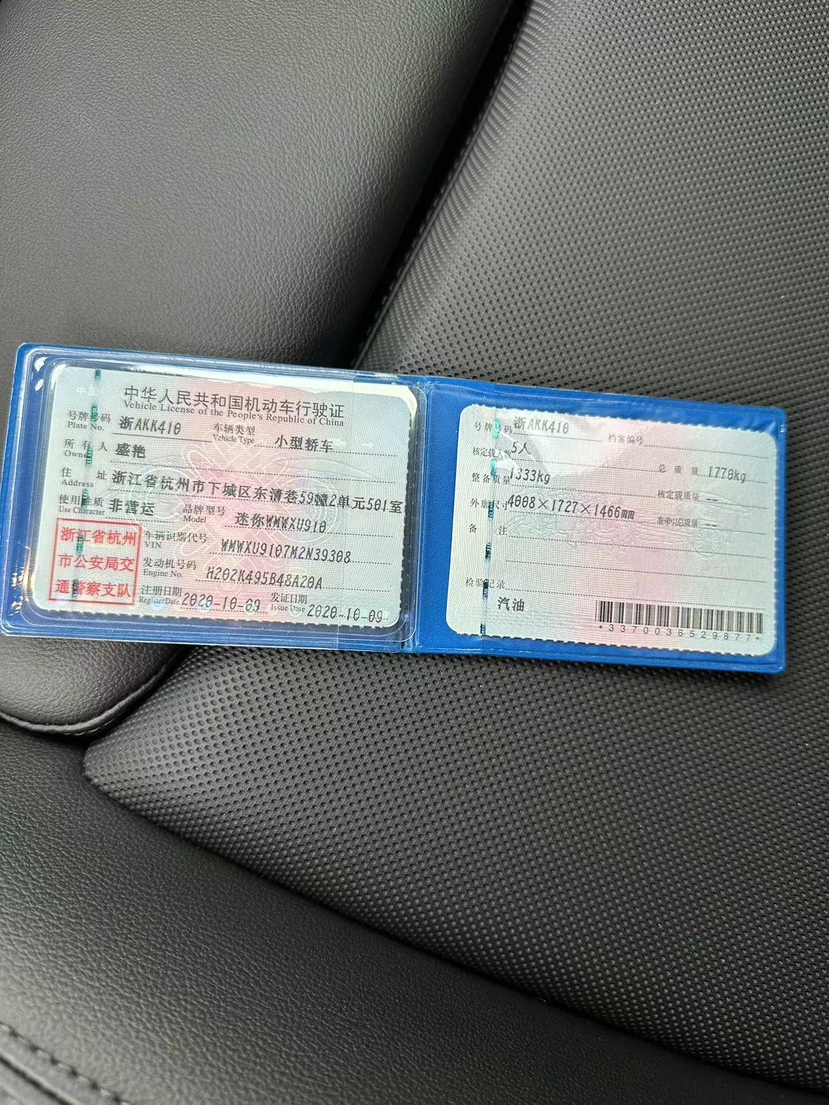 中华人民共和国机动车行驶证
Vehicle License of the People's Republic of China
号牌号码 浙AKK410 车辆类型 小型轿车
Plate No. Vehicle Type
所有人 盛艳
Owner
住址 浙江省杭州市下城区东清巷59幢2单元501室
Address
使用性质 非营运 品牌型号 迷你WMWXU910
Use Character Model
浙江省杭州
市公安局交
通警察支队
车辆识别代号 WMWXU9107M2N39308
VIN
发动机号码 H202K495B48A20A
Engine No.
注册日期 2020-10-09 发证日期 2020-10-09
Register Date Issue Date
号牌号码 浙AKK410 档案编号
核定载人数 5人 总质量 1770kg
整备质量 1333kg 核定载质量 --
外廓尺寸 4008×1727×1466mm 准牵引总质量 --
备注
检验记录
汽油
*3370036529877*